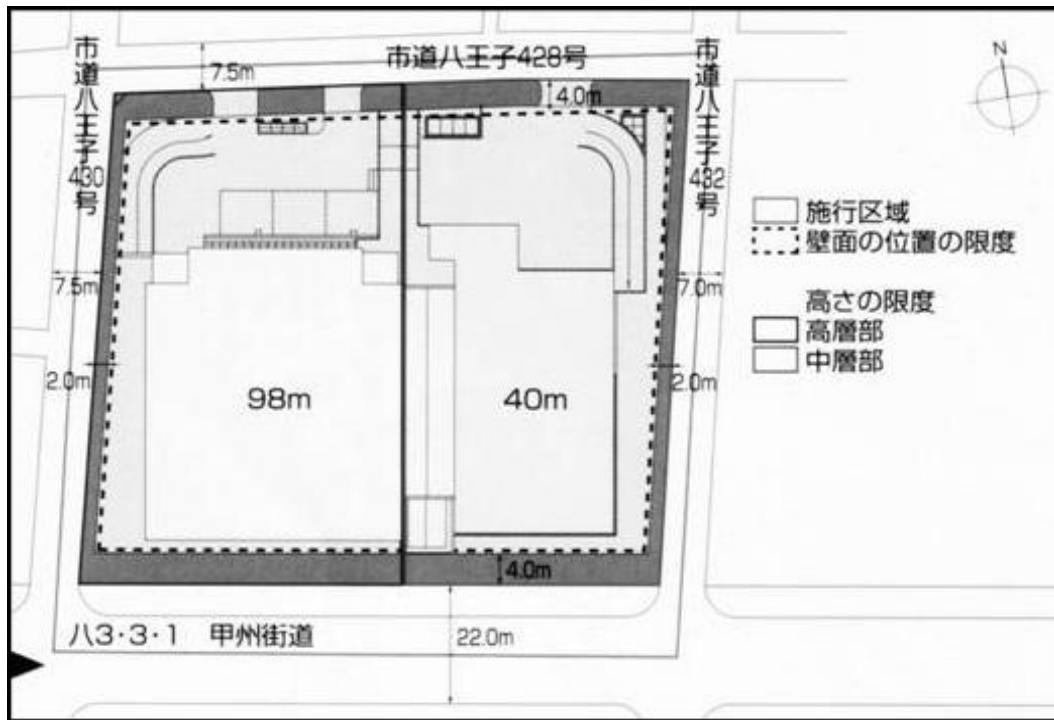 市道八王子428号
7.5m
4.0m
市道八王子430号
市道八王子432号
N
7.5m
7.0m
2.0m
2.0m
98m
40m
4.0m
八3・3・1 甲州街道
22.0m
施行区域
壁面の位置の限度
高さの限度
高層部
中層部